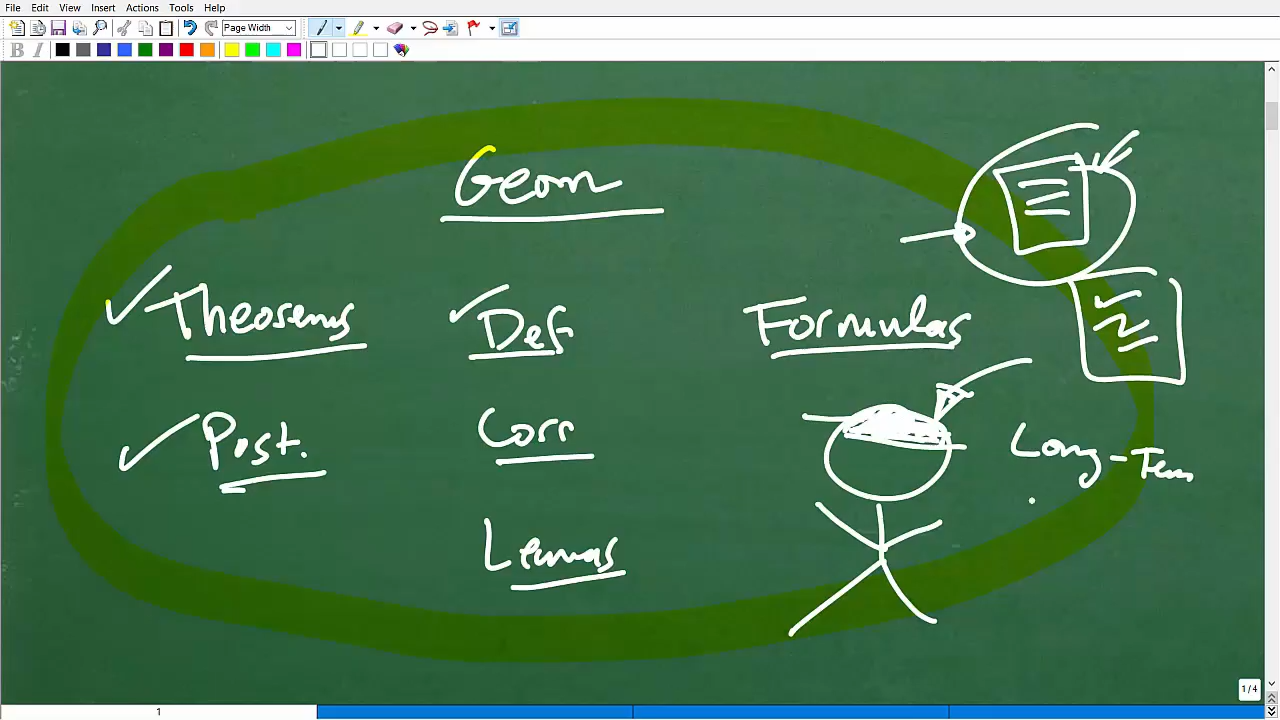 File Edit View Insert Actions Tools Help
Page Width
B I
Geom
Theorems Def Formulas
Post. Corr Long-Term
Lemmas
1/4
1